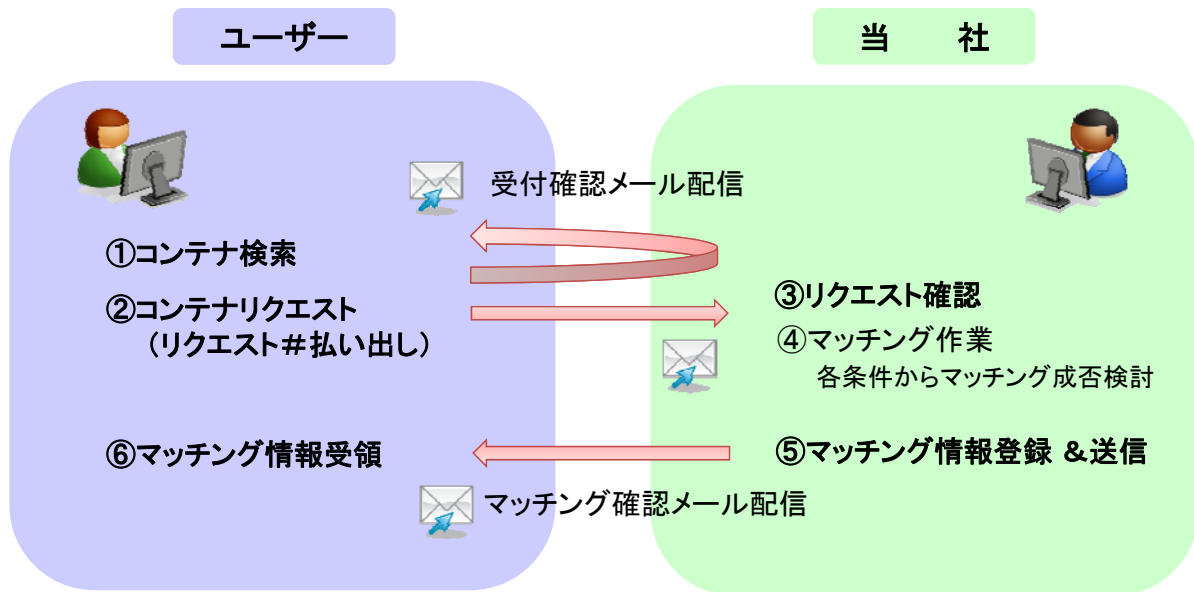 ユーザー
当　　社
受付確認メール配信
①コンテナ検索
②コンテナリクエスト
（リクエスト＃払い出し）
③リクエスト確認
④マッチング作業
各条件からマッチング成否検討
⑥マッチング情報受領
⑤マッチング情報登録 ＆送信
マッチング確認メール配信